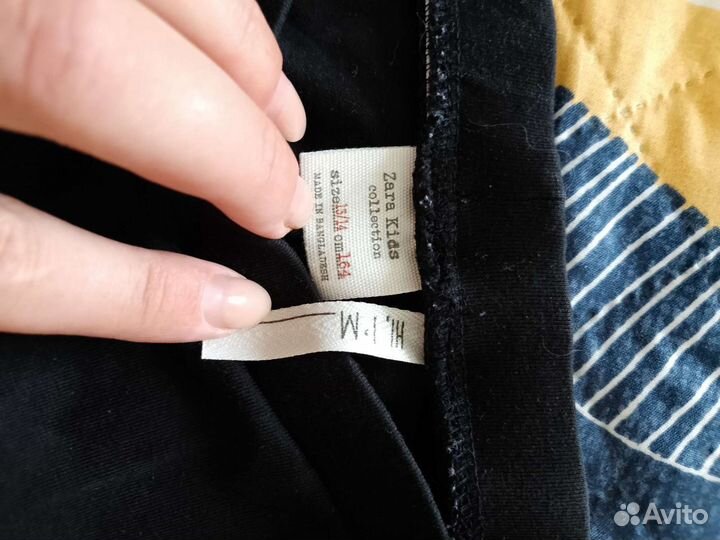 Zara Kids
collection
size 13/14 cm 164
MADE IN BANGLADESH
M
Avito